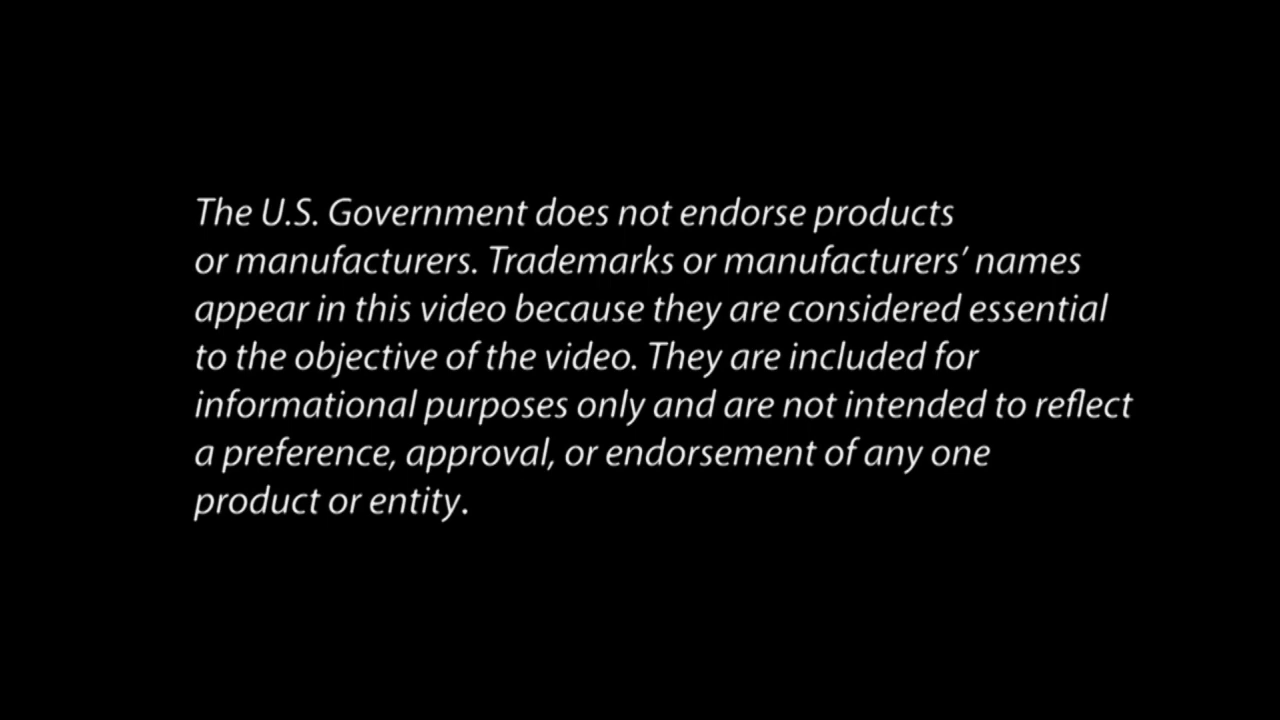 The U.S. Government does not endorse products
or manufacturers. Trademarks or manufacturers’ names
appear in this video because they are considered essential
to the objective of the video. They are included for
informational purposes only and are not intended to reflect
a preference, approval, or endorsement of any one
product or entity.